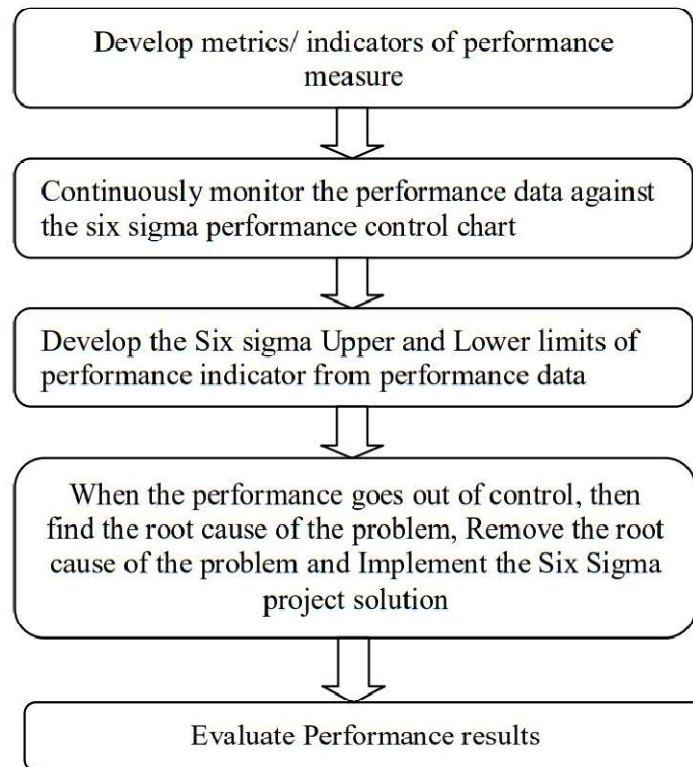 Develop metrics/ indicators of performance
measure
Continuously monitor the performance data against
the six sigma performance control chart
Develop the Six sigma Upper and Lower limits of
performance indicator from performance data
When the performance goes out of control, then
find the root cause of the problem, Remove the root
cause of the problem and Implement the Six Sigma
project solution
Evaluate Performance results